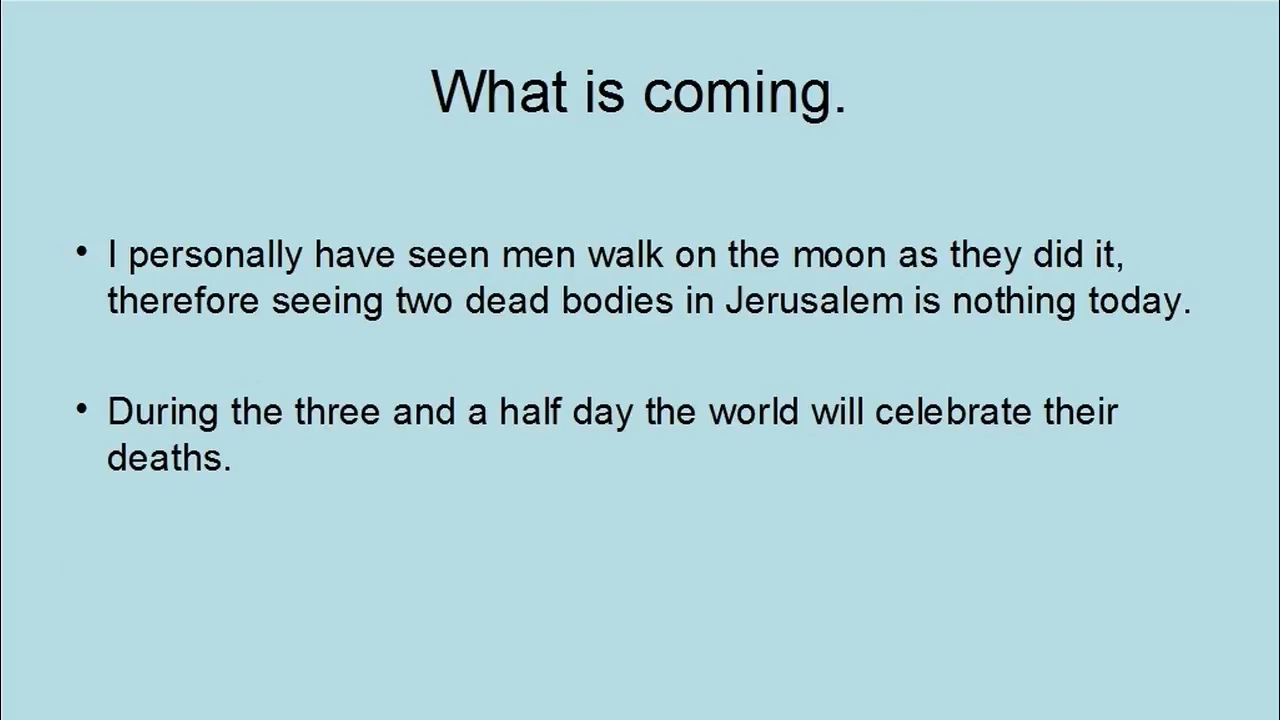 What is coming.
• I personally have seen men walk on the moon as they did it,
therefore seeing two dead bodies in Jerusalem is nothing today.
• During the three and a half day the world will celebrate their
deaths.